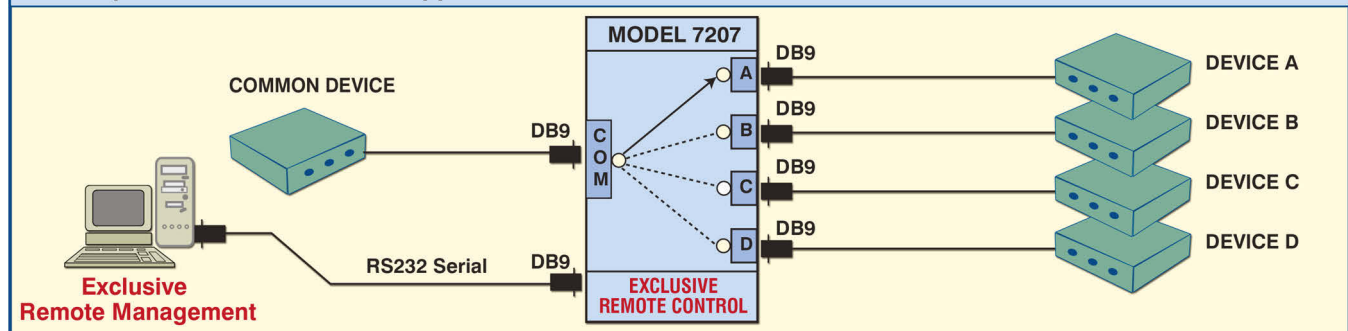 MODEL 7207
COMMON DEVICE
DB9
COM
A
B
C
D
DB9
DB9
DB9
DB9
DEVICE A
DEVICE B
DEVICE C
DEVICE D
RS232 Serial
DB9
Exclusive
Remote Management
EXCLUSIVE
REMOTE CONTROL